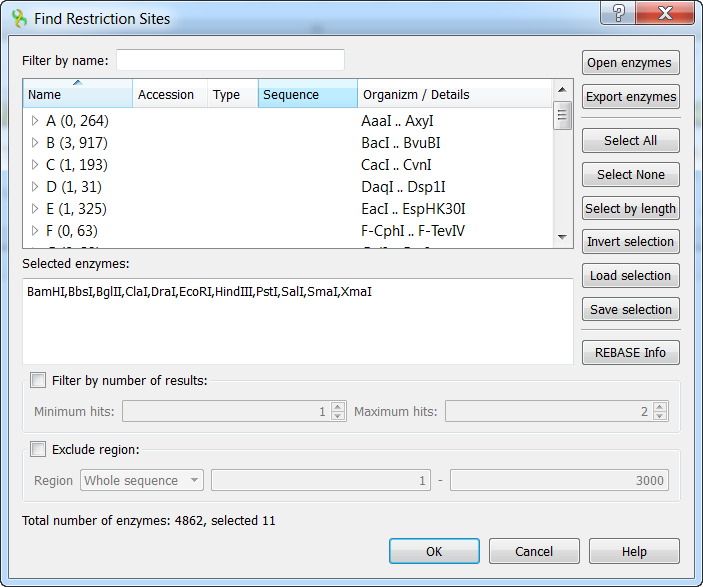 Find Restriction Sites
Filter by name:
Open enzymes
Export enzymes
Name Accession Type Sequence Organizm / Details
A (0, 264) AaaI .. AxyI
B (3, 917) BacI .. BvuBI
Select All
C (1, 193) CacI .. CvnI
Select None
D (1, 31) DaqI .. Dsp1I
E (1, 325) EacI .. EspHK30I
Select by length
F (0, 63) F-CphI .. F-TevIV
Invert selection
Selected enzymes:
Load selection
BamHI,BbsI,BglII,ClaI,DraI,EcoRI,HindIII,PstI,SalI,SmaI,XmaI
Save selection
REBASE Info
Filter by number of results:
Minimum hits: 1 Maximum hits: 2
Exclude region:
Region Whole sequence 1 - 3000
Total number of enzymes: 4862, selected 11
OK Cancel Help